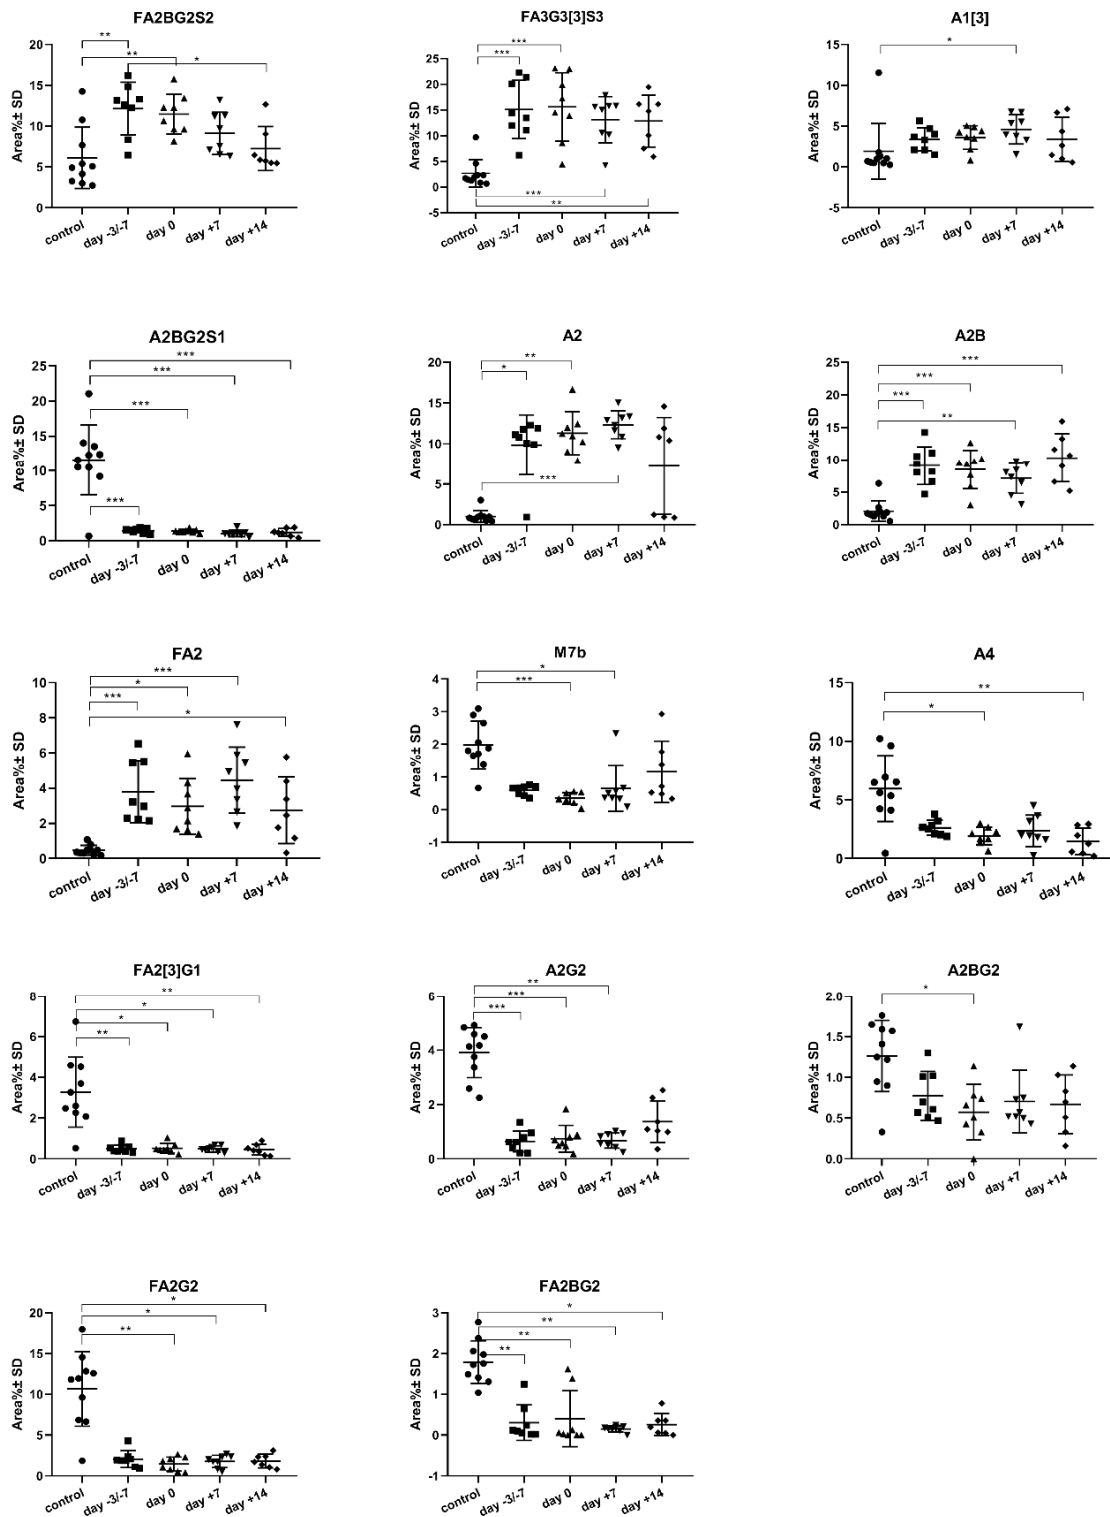 FA2BG2S2
Area%± SD
20
15
10
5
0
**
**
*
control
day -3/-7
day 0
day +7
day +14
FA3G3[3]S3
Area%± SD
25
20
15
10
5
0
-5
***
***
***
**
control
day -3/-7
day 0
day +7
day +14
A1[3]
Area%± SD
15
10
5
0
-5
*
control
day -3/-7
day 0
day +7
day +14
A2BG2S1
Area%± SD
25
20
15
10
5
0
***
***
***
***
control
day -3/-7
day 0
day +7
day +14
A2
Area%± SD
20
15
10
5
0
**
*
***
control
day -3/-7
day 0
day +7
day +14
A2B
Area%± SD
20
15
10
5
0
***
***
***
**
control
day -3/-7
day 0
day +7
day +14
FA2
Area%± SD
10
8
6
4
2
0
***
*
***
*
control
day -3/-7
day 0
day +7
day +14
M7b
Area%± SD
4
3
2
1
0
-1
*
***
control
day -3/-7
day 0
day +7
day +14
A4
Area%± SD
15
10
5
0
**
*
control
day -3/-7
day 0
day +7
day +14
FA2[3]G1
Area%± SD
8
6
4
2
0
**
*
*
**
control
day -3/-7
day 0
day +7
day +14
A2G2
Area%± SD
6
4
2
0
**
***
***
control
day -3/-7
day 0
day +7
day +14
A2BG2
Area%± SD
2.0
1.5
1.0
0.5
0.0
*
control
day -3/-7
day 0
day +7
day +14
FA2G2
Area%± SD
20
15
10
5
0
*
*
**
control
day -3/-7
day 0
day +7
day +14
FA2BG2
Area%± SD
3
2
1
0
-1
*
**
**
**
control
day -3/-7
day 0
day +7
day +14